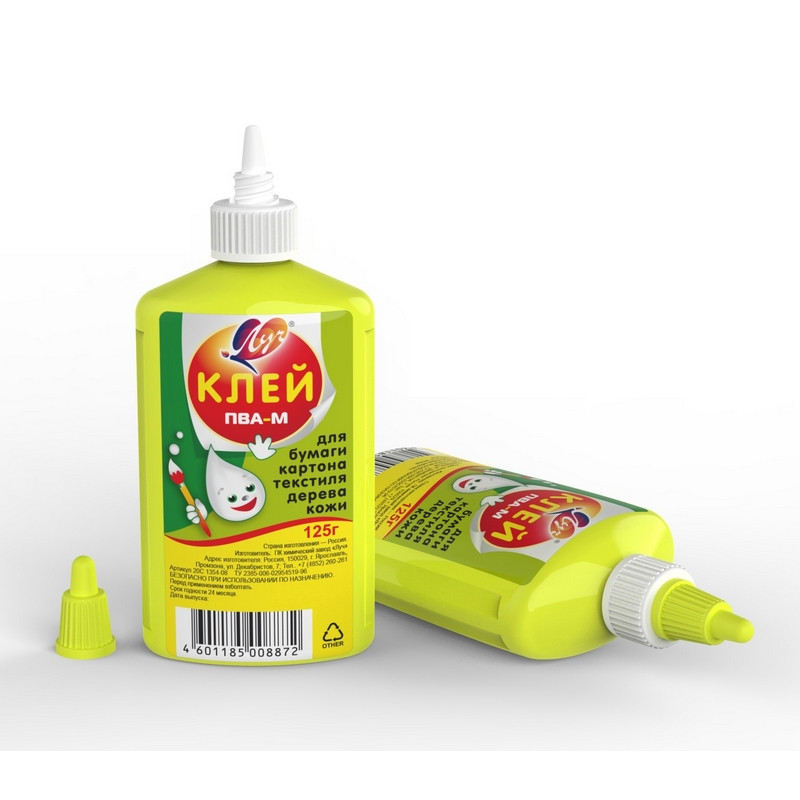 Луч®
КЛЕЙ
ПВА-М
для
бумаги
картона
текстиля
дерева
кожи
125г
Страна изготовления — Россия.
Изготовитель: ПК химический завод «Луч»
Адрес изготовителя: Россия, 150029, г. Ярославль,
Промзона, ул. Декабристов, 7, Тел.: +7 (4852) 260-261
Артикул 20С 1354-08 ТУ 2385-006-02954519-96
БЕЗОПАСНО ПРИ ИСПОЛЬЗОВАНИИ ПО НАЗНАЧЕНИЮ.
Перед применением взболтать.
Срок годности 24 месяца.
Дата выпуска:
4 601185 008872
OTHER
Луч
КЛЕЙ
ПВА-М
для
бумаги
картона
текстиля
дерева
кожи
125г